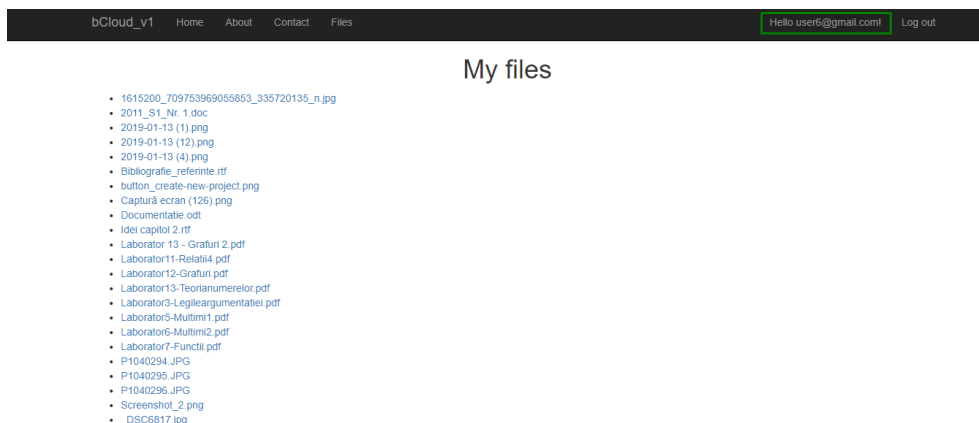 bCloud_v1 Home About Contact Files Hello user6@gmail.com! Log out
My files
1615200_709753969055853_335720135_n.jpg
2011_S1_Nr. 1.doc
2019-01-13 (1).png
2019-01-13 (12).png
2019-01-13 (4).png
Bibliografie_referinte.rtf
button_create-new-project.png
Captură ecran (126).png
Documentatie.odt
Idei capitol 2.rtf
Laborator 13 - Grafuri 2.pdf
Laborator11-Relatii4.pdf
Laborator12-Grafuri.pdf
Laborator13-Teorianumerelor.pdf
Laborator3-Legileargumentatiei.pdf
Laborator5-Multimi1.pdf
Laborator6-Multimi2.pdf
Laborator7-Functii.pdf
P1040294.JPG
P1040295.JPG
P1040296.JPG
Screenshot_2.png
_DSC6817.jpg